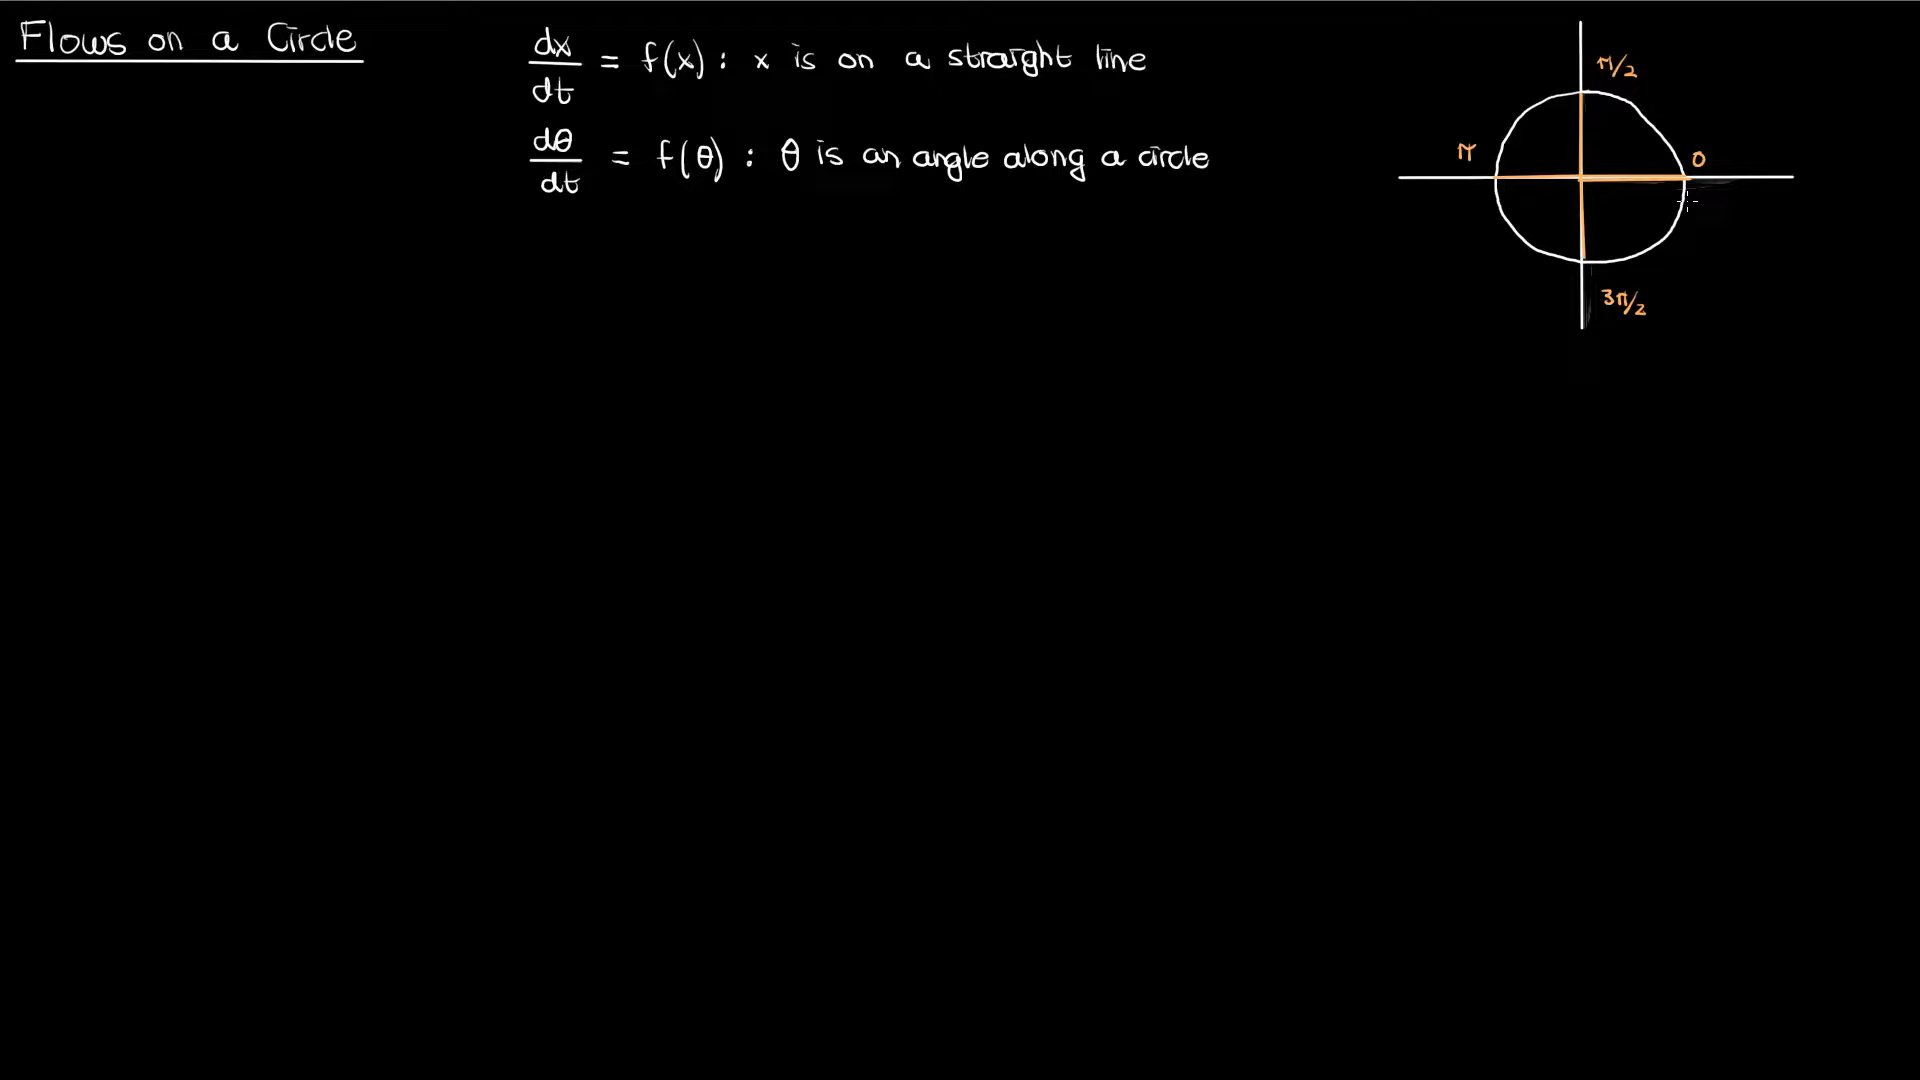 Flows on a Circle
dx/dt = f(x) : x is on a straight line
dθ/dt = f(θ) : θ is an angle along a circle
π/2
π
0
3π/2